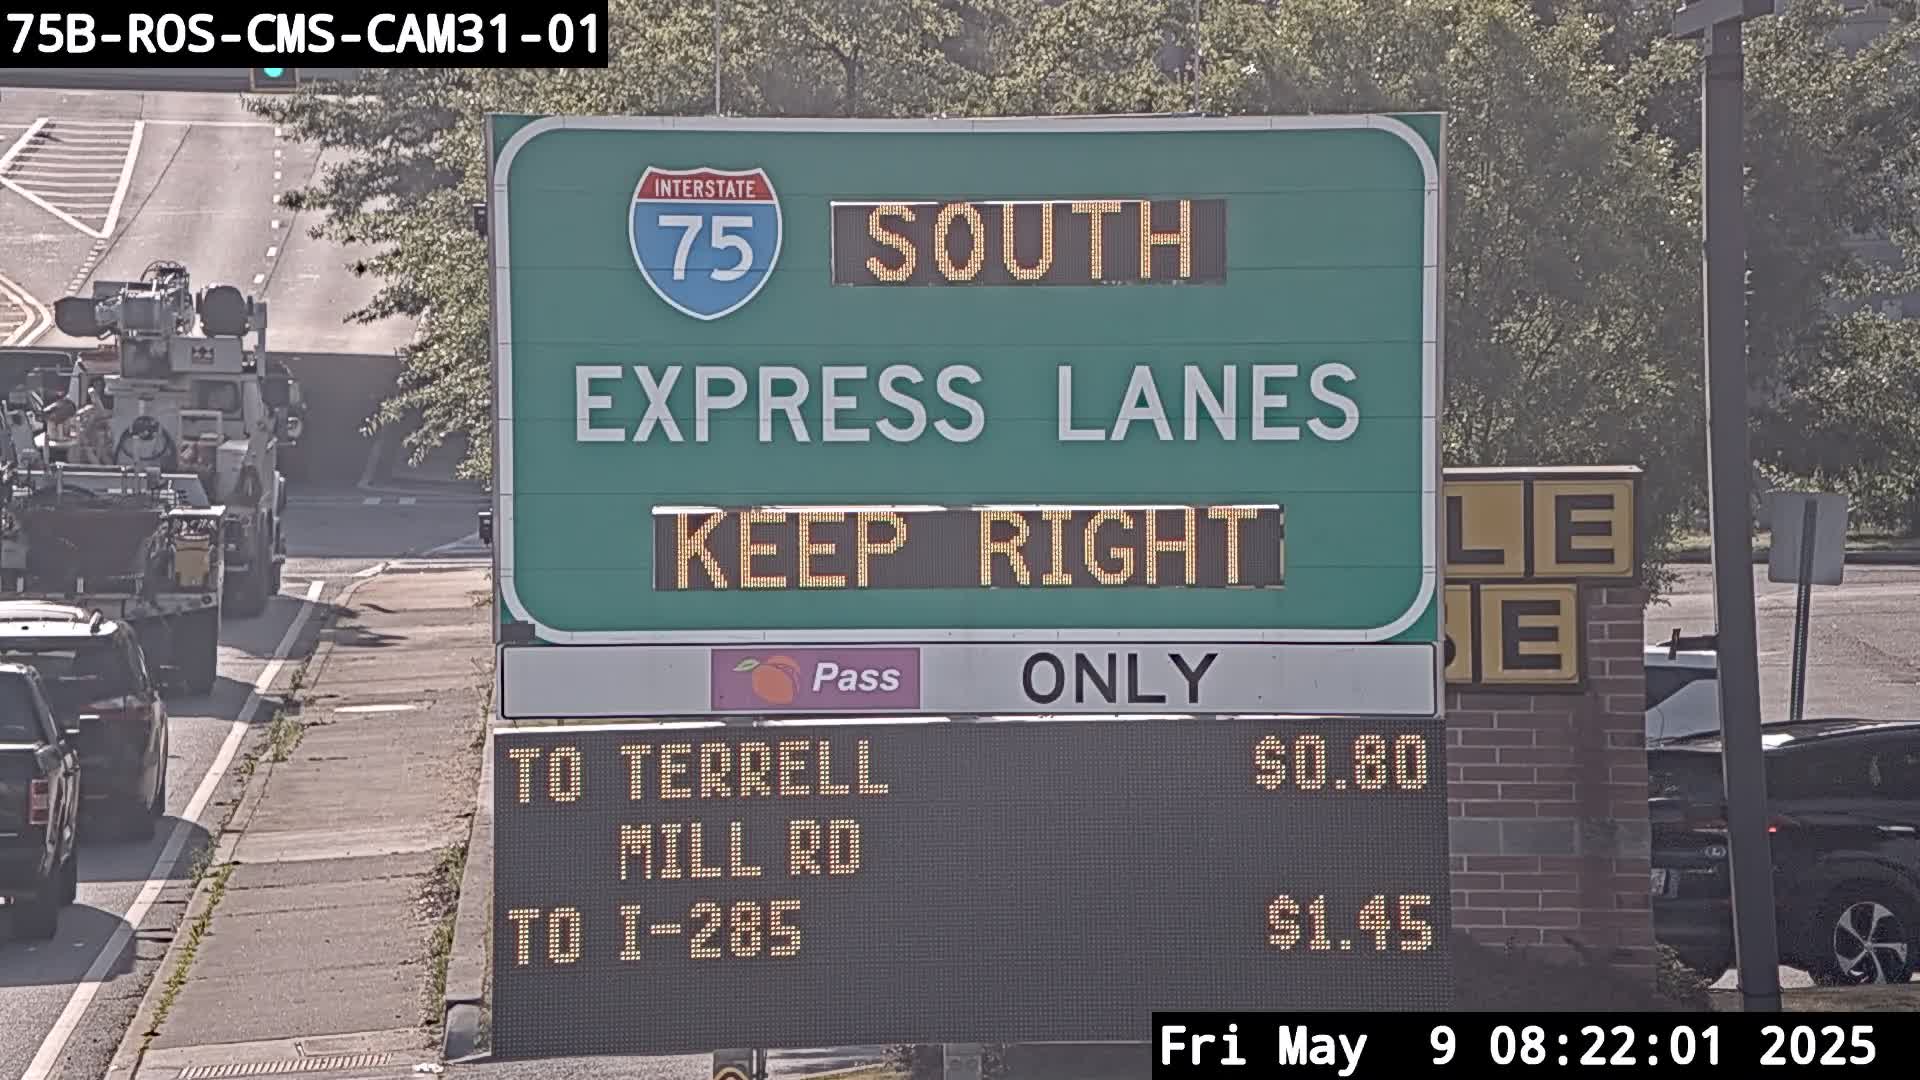 75B-ROS-CMS-CAM31-01
INTERSTATE
75
SOUTH
EXPRESS LANES
KEEP RIGHT
Pass ONLY
TO TERRELL $0.80
MILL RD
TO I-285 $1.45
LE
E
Fri May 9 08:22:01 2025